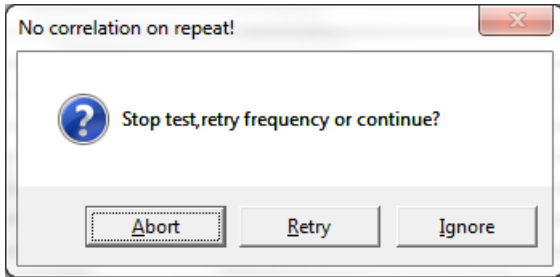 No correlation on repeat!
Stop test,retry frequency or continue?
Abort Retry Ignore